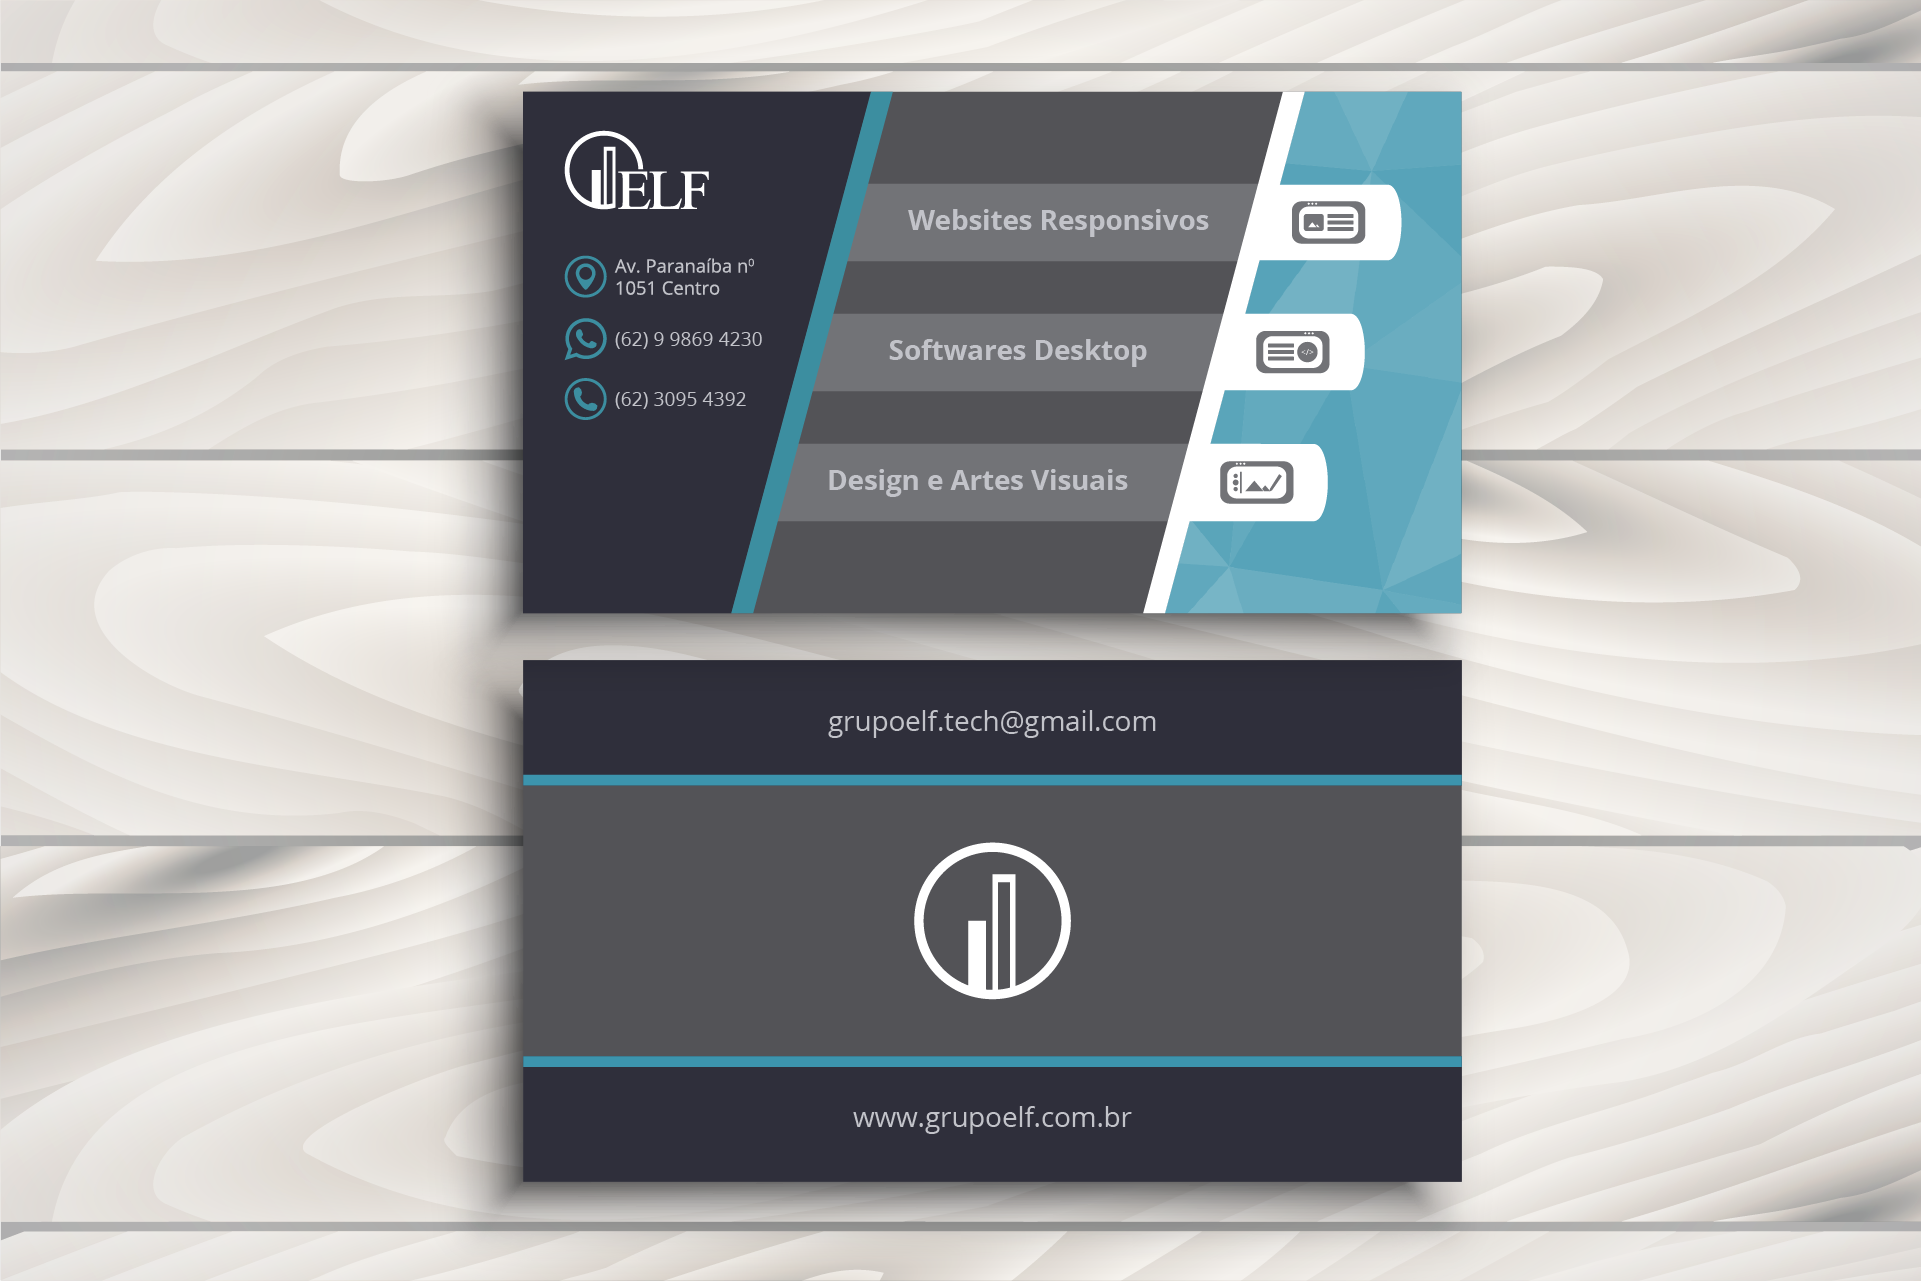 ELF
Av. Paranaíba nº
1051 Centro
(62) 9 9869 4230
(62) 3095 4392
Websites Responsivos
Softwares Desktop
</>
Design e Artes Visuais
grupoelf.tech@gmail.com
www.grupoelf.com.br